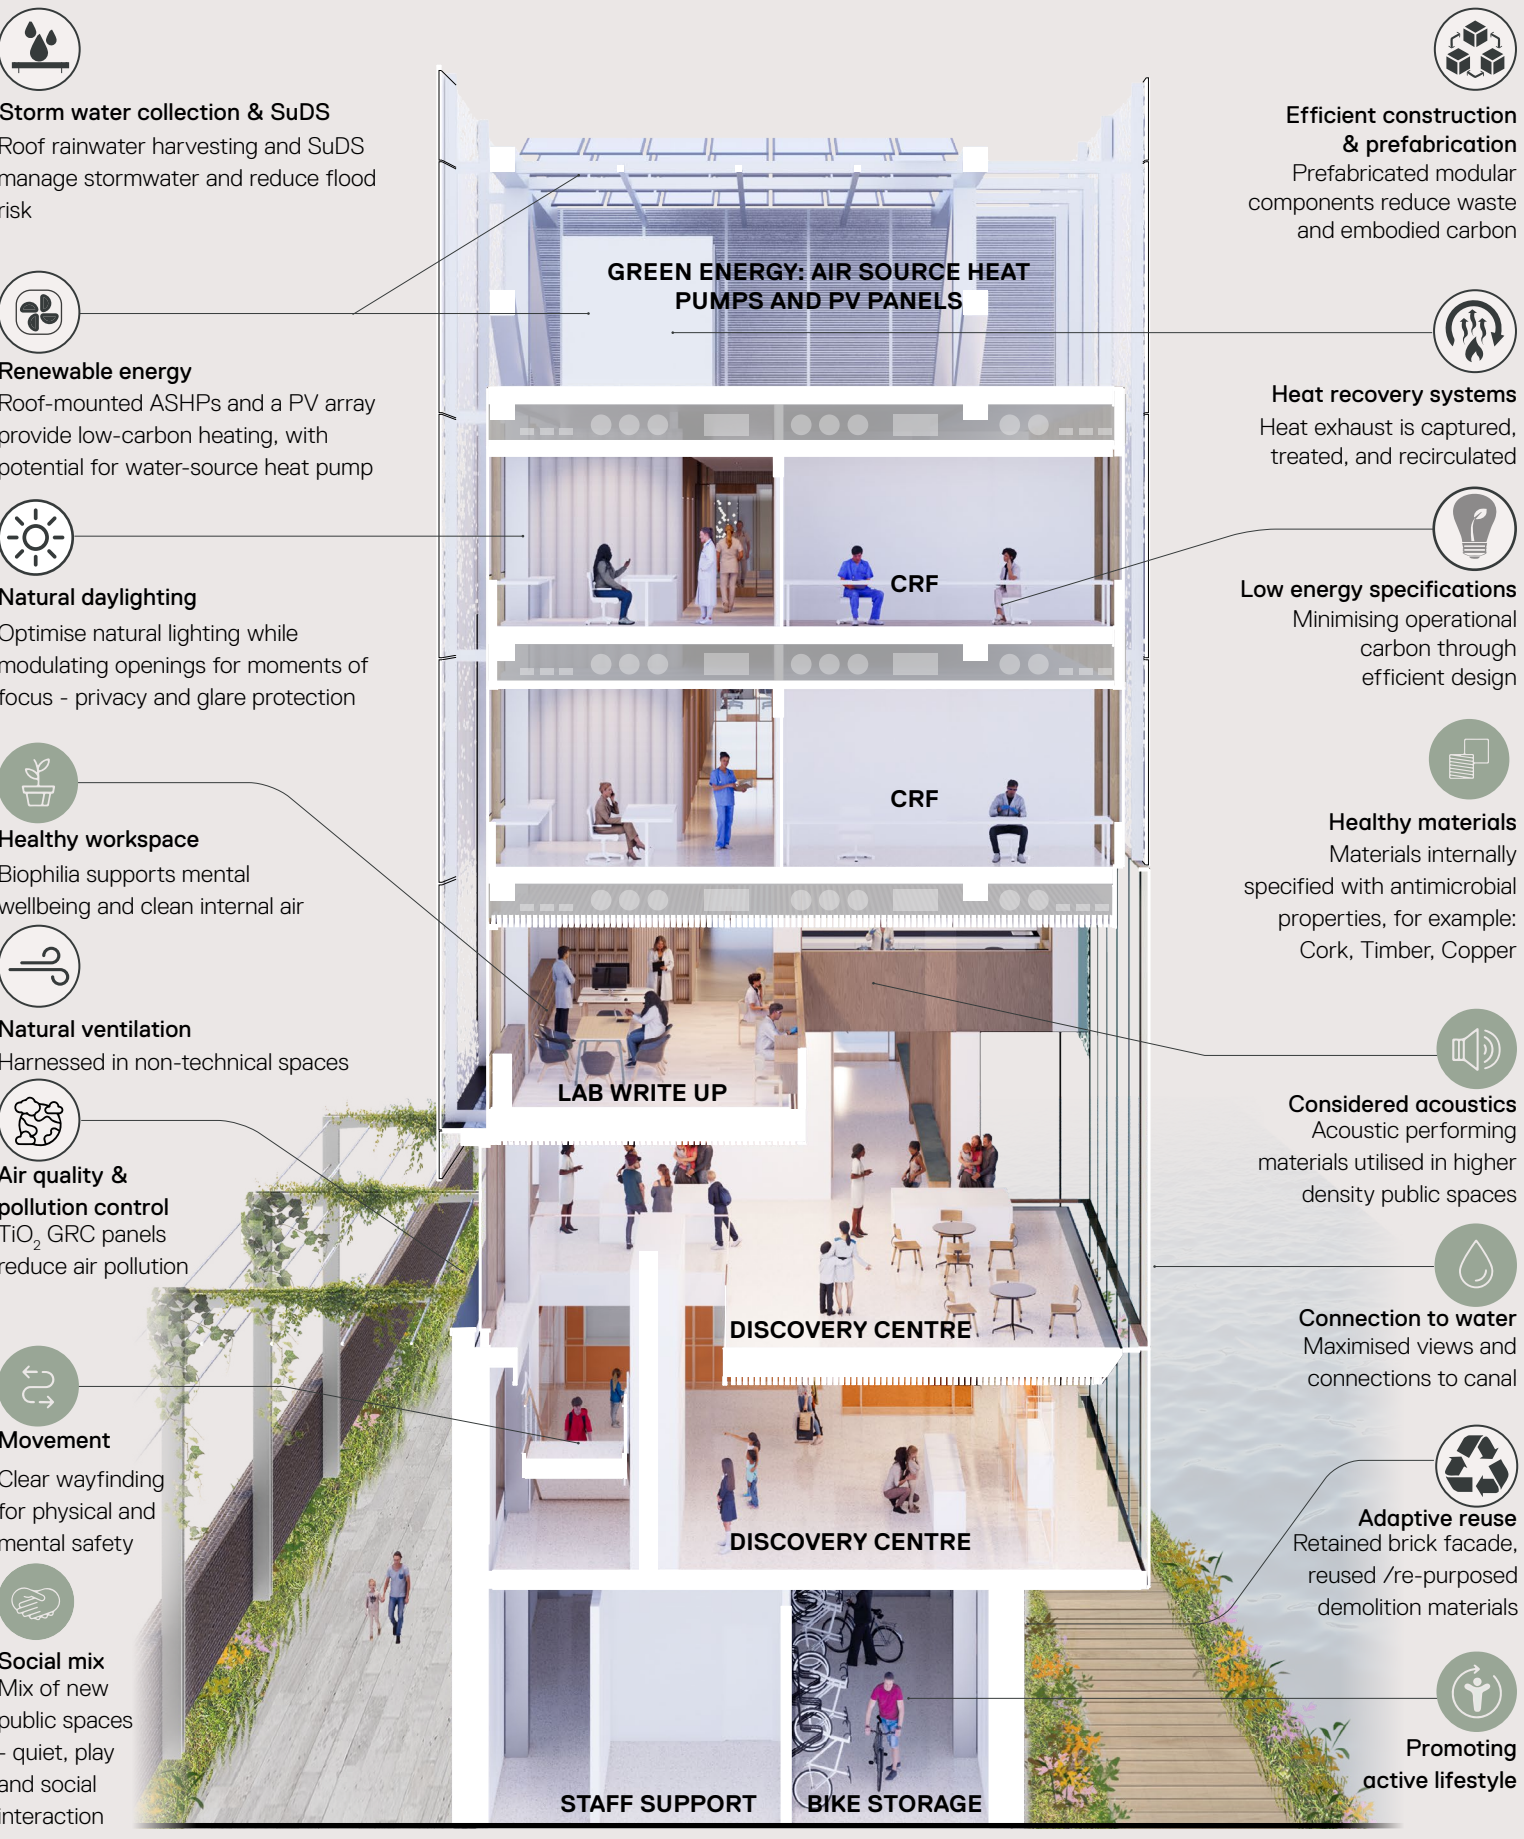 Storm water collection & SuDS
Roof rainwater harvesting and SuDS
manage stormwater and reduce flood
risk
Renewable energy
Roof-mounted ASHPs and a PV array
provide low-carbon heating, with
potential for water-source heat pump
Natural daylighting
Optimise natural lighting while
modulating openings for moments of
focus - privacy and glare protection
Healthy workspace
Biophilia supports mental
wellbeing and clean internal air
Natural ventilation
Harnessed in non-technical spaces
Air quality &
pollution control
TiO₂ GRC panels
reduce air pollution
Movement
Clear wayfinding
for physical and
mental safety
Social mix
Mix of new
public spaces
- quiet, play
and social
interaction
GREEN ENERGY: AIR SOURCE HEAT
PUMPS AND PV PANELS
CRF
CRF
LAB WRITE UP
DISCOVERY CENTRE
DISCOVERY CENTRE
STAFF SUPPORT
BIKE STORAGE
Efficient construction
& prefabrication
Prefabricated modular
components reduce waste
and embodied carbon
Heat recovery systems
Heat exhaust is captured,
treated, and recirculated
Low energy specifications
Minimising operational
carbon through
efficient design
Healthy materials
Materials internally
specified with antimicrobial
properties, for example:
Cork, Timber, Copper
Considered acoustics
Acoustic performing
materials utilised in higher
density public spaces
Connection to water
Maximised views and
connections to canal
Adaptive reuse
Retained brick facade,
reused /re-purposed
demolition materials
Promoting
active lifestyle